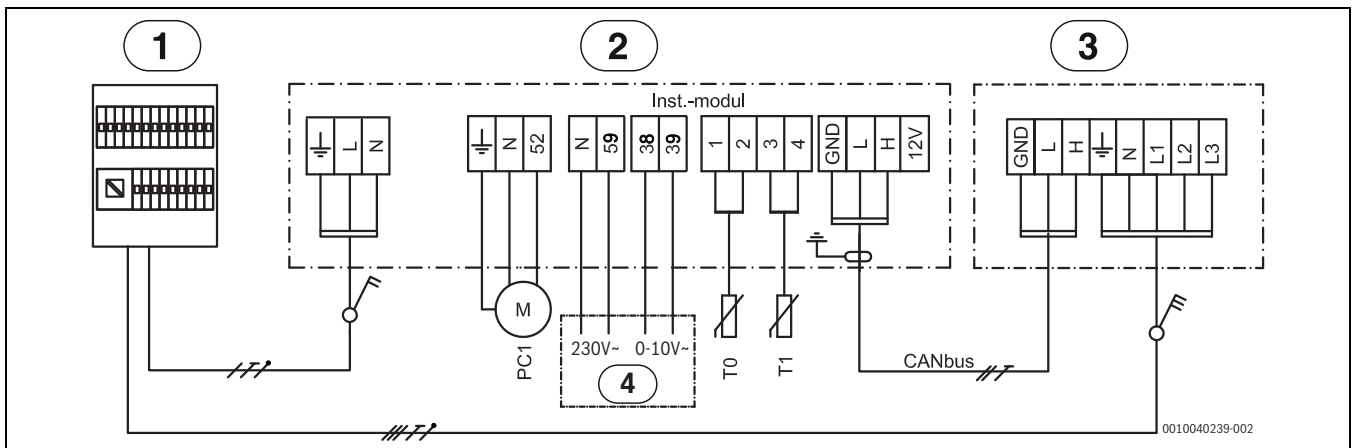 1
2
3
Inst.-modul
L
N
N
52
N
59
38
39
1
2
3
4
GND
L
H
12V
GND
L
H
N
L1
L2
L3
M
PC1
230V~
0-10V~
4
T0
T1
CANbus
0010040239-002